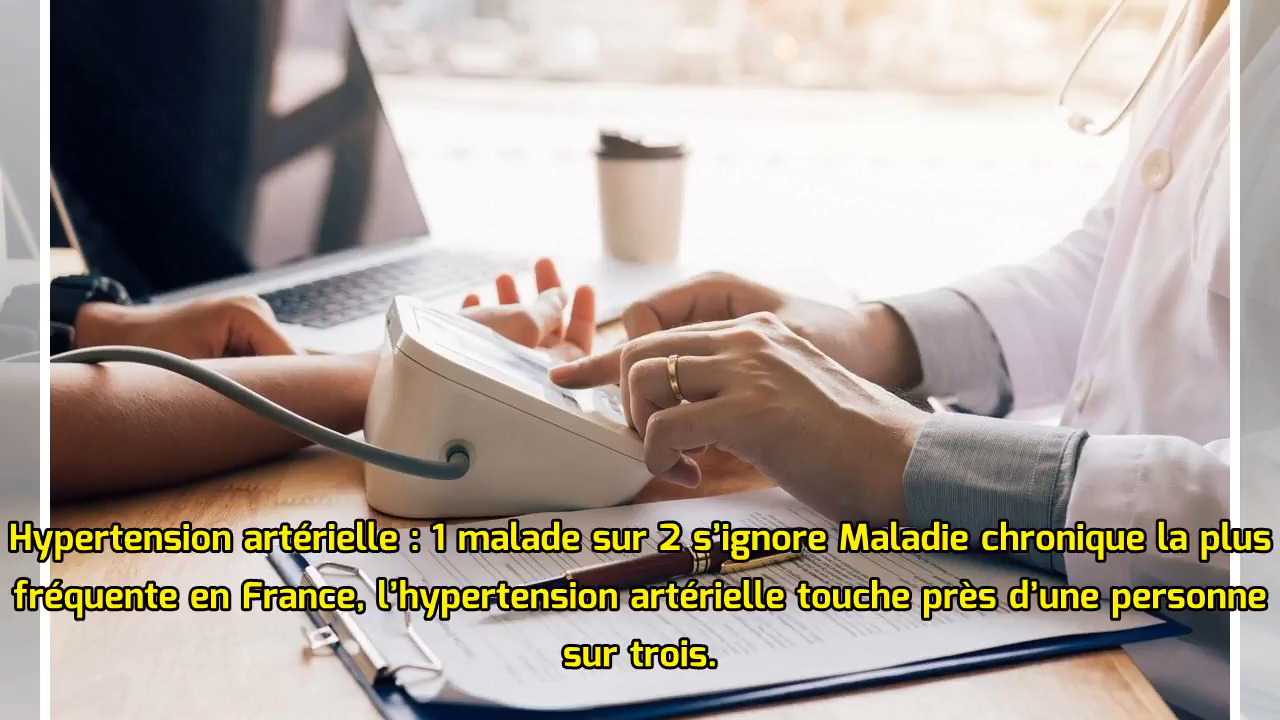 Hypertension artérielle : 1 malade sur 2 s’ignore Maladie chronique la plus
fréquente en France, l’hypertension artérielle touche près d’une personne
sur trois.